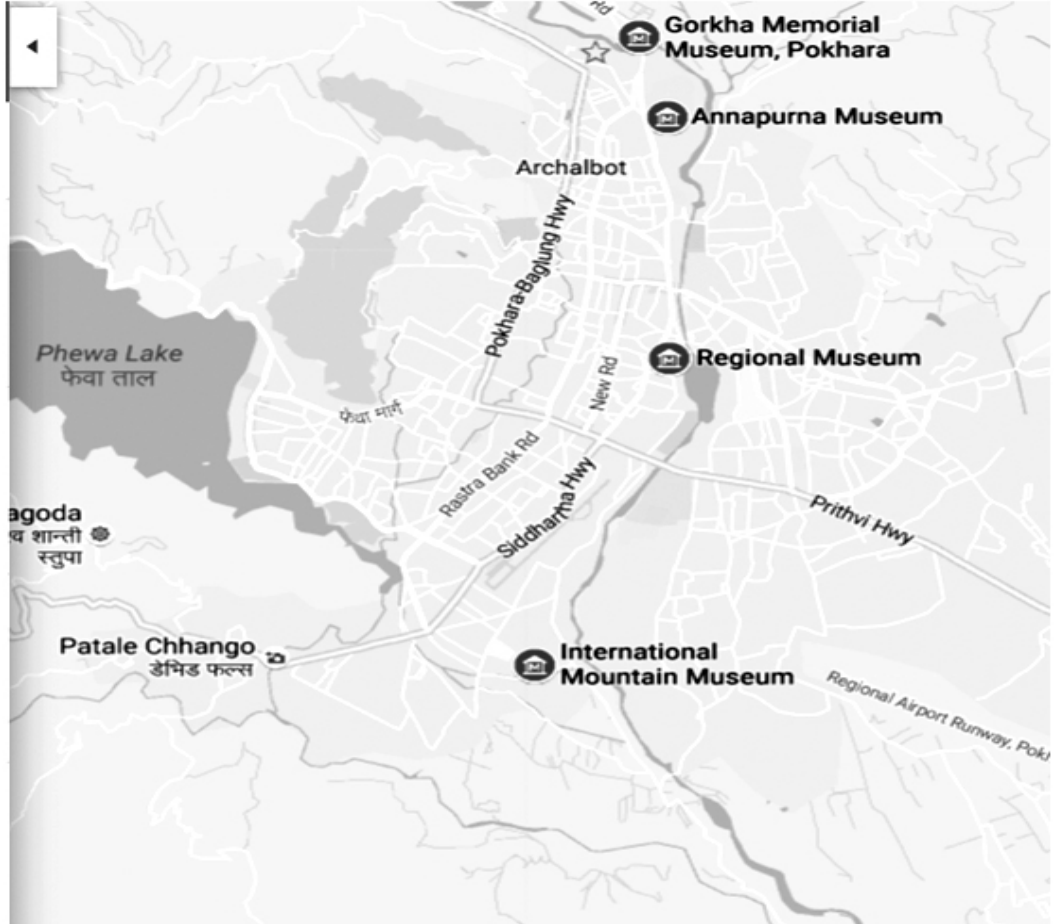 Rd
Gorkha Memorial
Museum, Pokhara
Annapurna Museum
Archalbot
Pokhara-Baglung Hwy
Phewa Lake
फेवा ताल
Regional Museum
New Rd
फेवा मार्ग
Rastra Bank Rd
Siddhartha Hwy
Prithvi Hwy
agoda
व शान्ती
स्तुपा
Patale Chhango
डेभिड फल्स
International
Mountain Museum
Regional Airport Runway, Pok